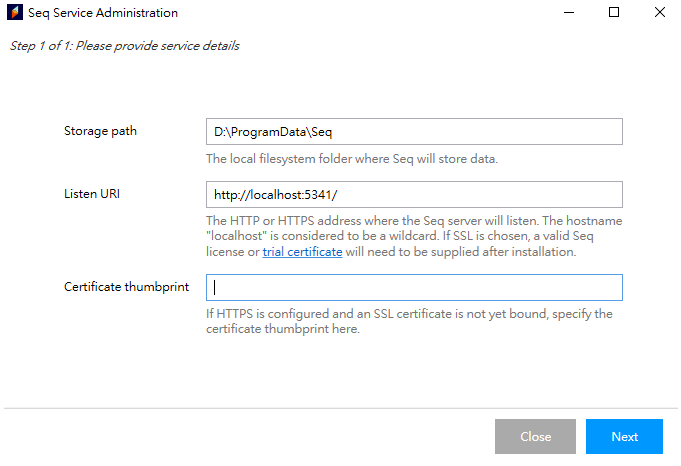 Seq Service Administration
Step 1 of 1: Please provide service details
Storage path
D:\ProgramData\Seq
The local filesystem folder where Seq will store data.
Listen URI
http://localhost:5341/
The HTTP or HTTPS address where the Seq server will listen. The hostname
"localhost" is considered to be a wildcard. If SSL is chosen, a valid Seq
license or trial certificate will need to be supplied after installation.
Certificate thumbprint
If HTTPS is configured and an SSL certificate is not yet bound, specify the
certificate thumbprint here.
Close
Next